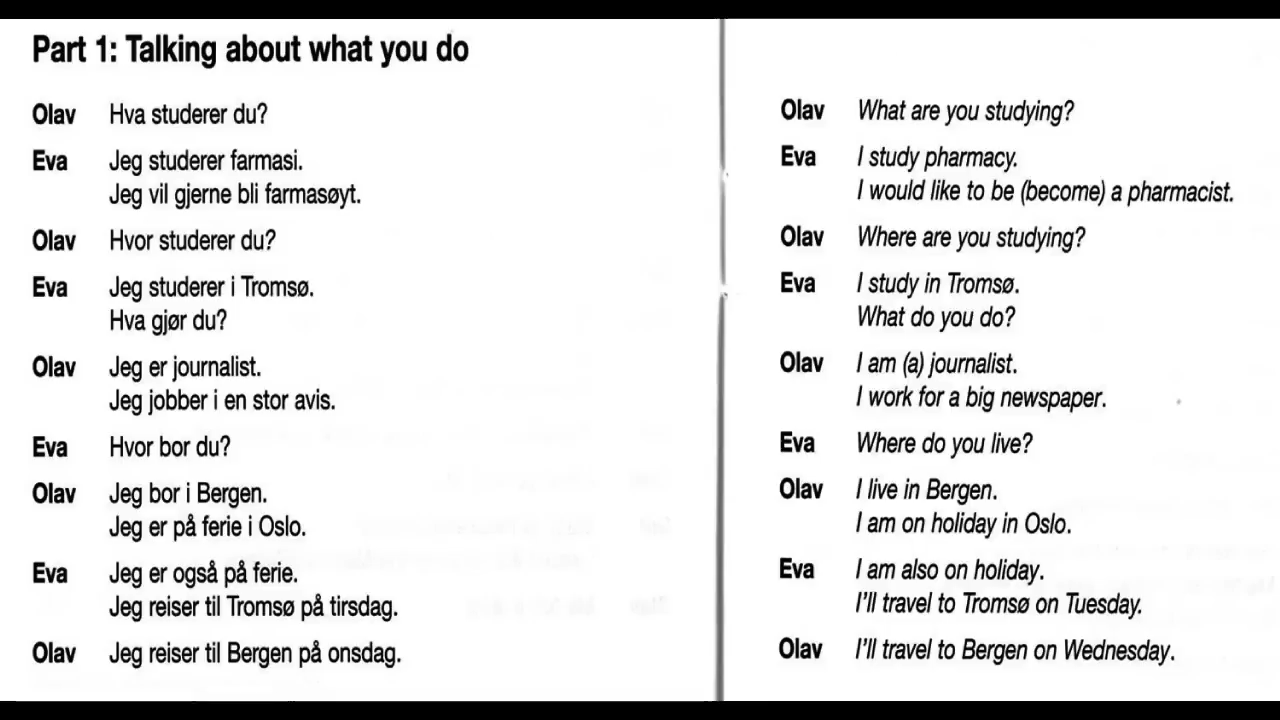 Part 1: Talking about what you do
Olav Hva studerer du?
Eva Jeg studerer farmasi.
Jeg vil gjerne bli farmasøyt.
Olav Hvor studerer du?
Eva Jeg studerer i Tromsø.
Hva gjør du?
Olav Jeg er journalist.
Jeg jobber i en stor avis.
Eva Hvor bor du?
Olav Jeg bor i Bergen.
Jeg er på ferie i Oslo.
Eva Jeg er også på ferie.
Jeg reiser til Tromsø på tirsdag.
Olav Jeg reiser til Bergen på onsdag.
Olav What are you studying?
Eva I study pharmacy.
I would like to be (become) a pharmacist.
Olav Where are you studying?
Eva I study in Tromsø.
What do you do?
Olav I am (a) journalist.
I work for a big newspaper.
Eva Where do you live?
Olav I live in Bergen.
I am on holiday in Oslo.
Eva I am also on holiday.
I'll travel to Tromsø on Tuesday.
Olav I'll travel to Bergen on Wednesday.